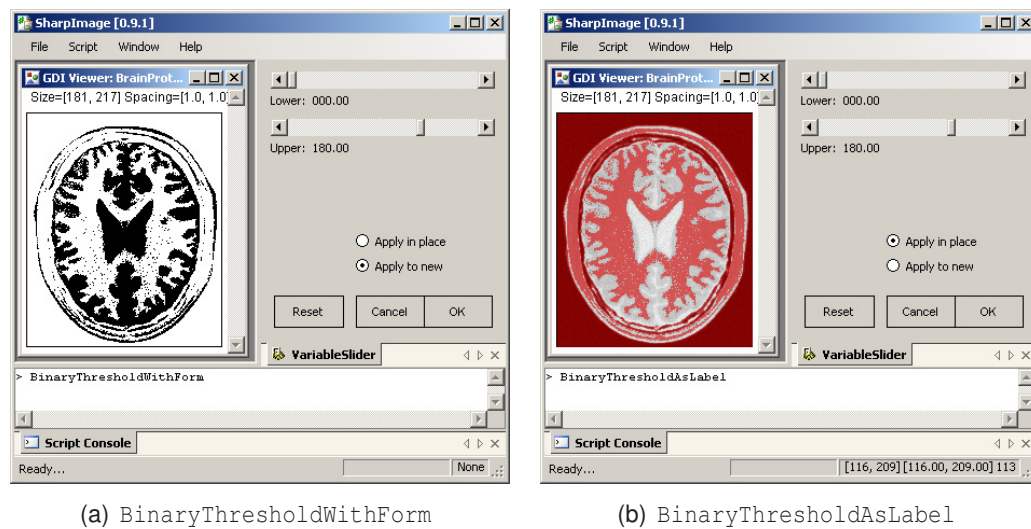 SharpImage [0.9.1]
File Script Window Help
GDI Viewer: BrainProt...
Size=[181, 217] Spacing=[1.0, 1.0]
Lower: 000.00
Upper: 180.00
Apply in place
Apply to new
Reset Cancel OK
VariableSlider
> BinaryThresholdWithForm
Script Console
Ready... None
(a) BinaryThresholdWithForm
SharpImage [0.9.1]
File Script Window Help
GDI Viewer: BrainProt...
Size=[181, 217] Spacing=[1.0, 1.0]
Lower: 000.00
Upper: 180.00
Apply in place
Apply to new
Reset Cancel OK
VariableSlider
> BinaryThresholdAsLabel
Script Console
Ready... [116, 209] [116.00, 209.00] 113
(b) BinaryThresholdAsLabel